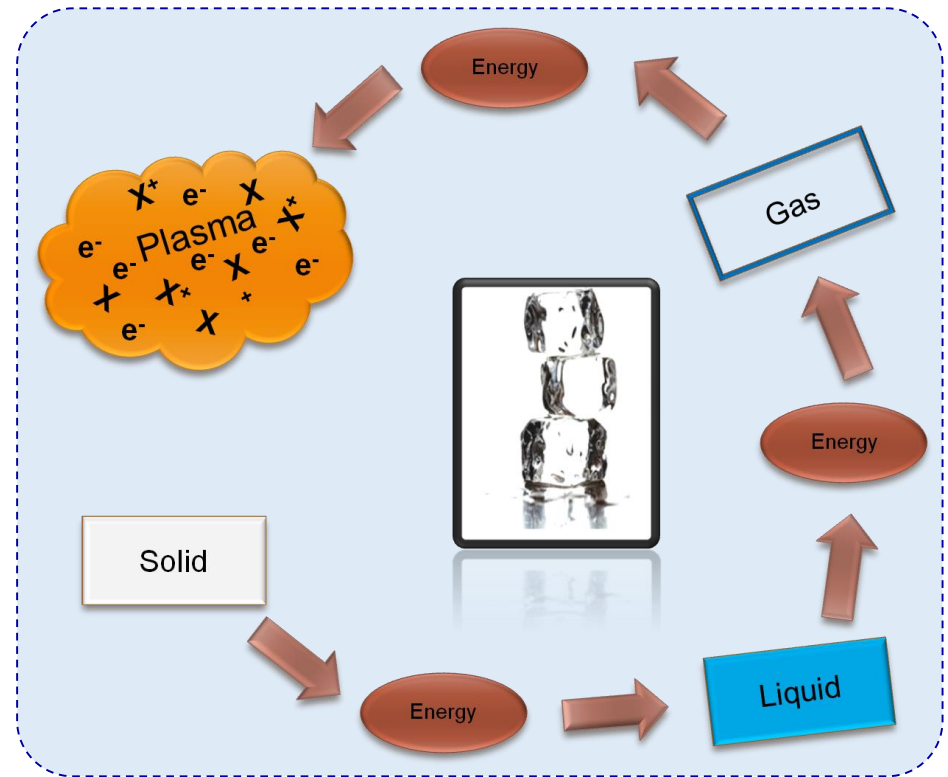 Energy
Gas
X⁺ e⁻ X X⁺
Plasma
e⁻ e⁻ e⁻ e⁻ X e⁻
X X⁺ ⁺
e⁻ X
Energy
Solid
Energy
Liquid